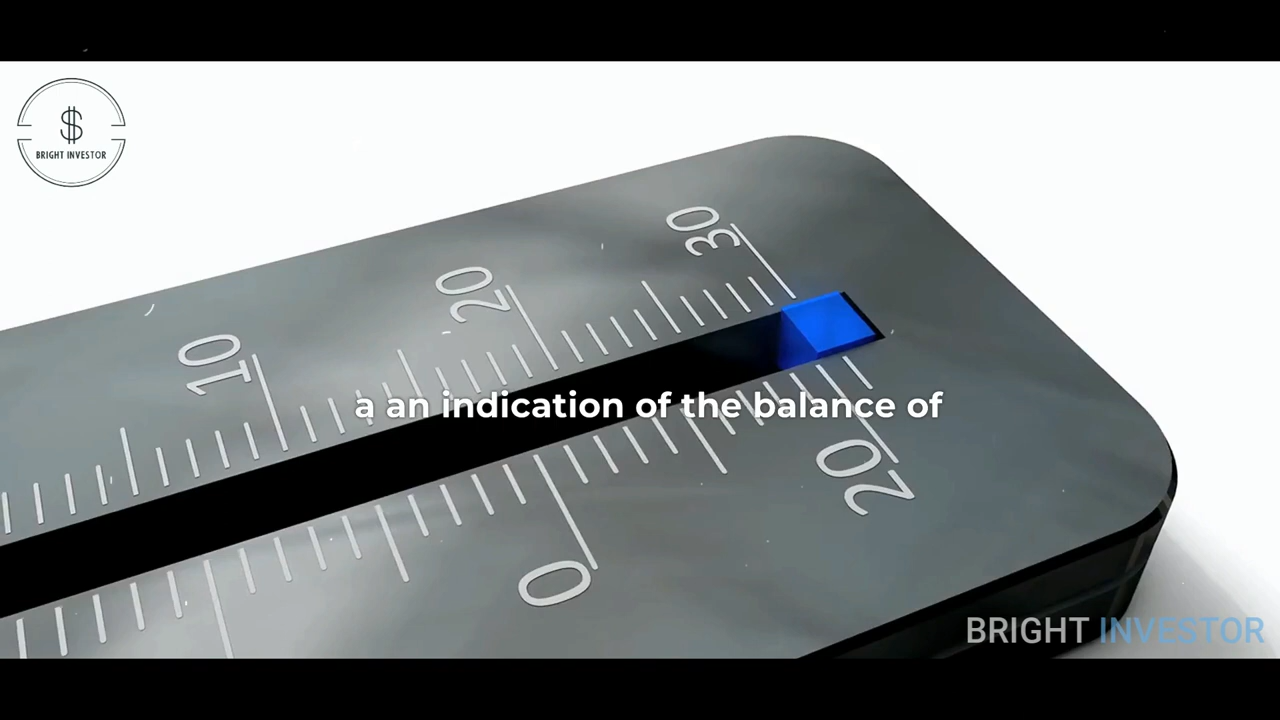 $
BRIGHT INVESTOR
30
20
10
a an indication of the balance of
20
0
BRIGHT INVESTOR